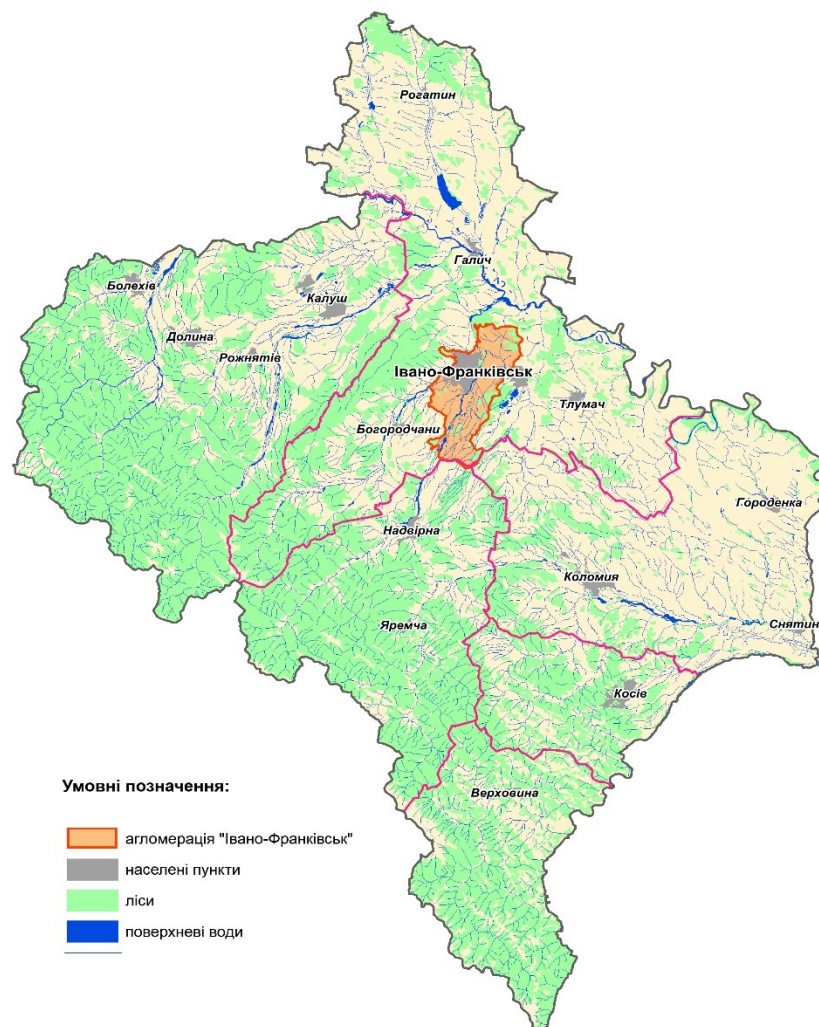 Рогатин
Галич
Болехів
Калуш
Долина
Рожнятів
Івано-Франківськ
Тлумач
Богородчани
Городенка
Надвірна
Коломия
Снятин
Яремча
Косів
Верховина
Умовні позначення:
агломерація "Івано-Франківськ"
населені пункти
ліси
поверхневі води